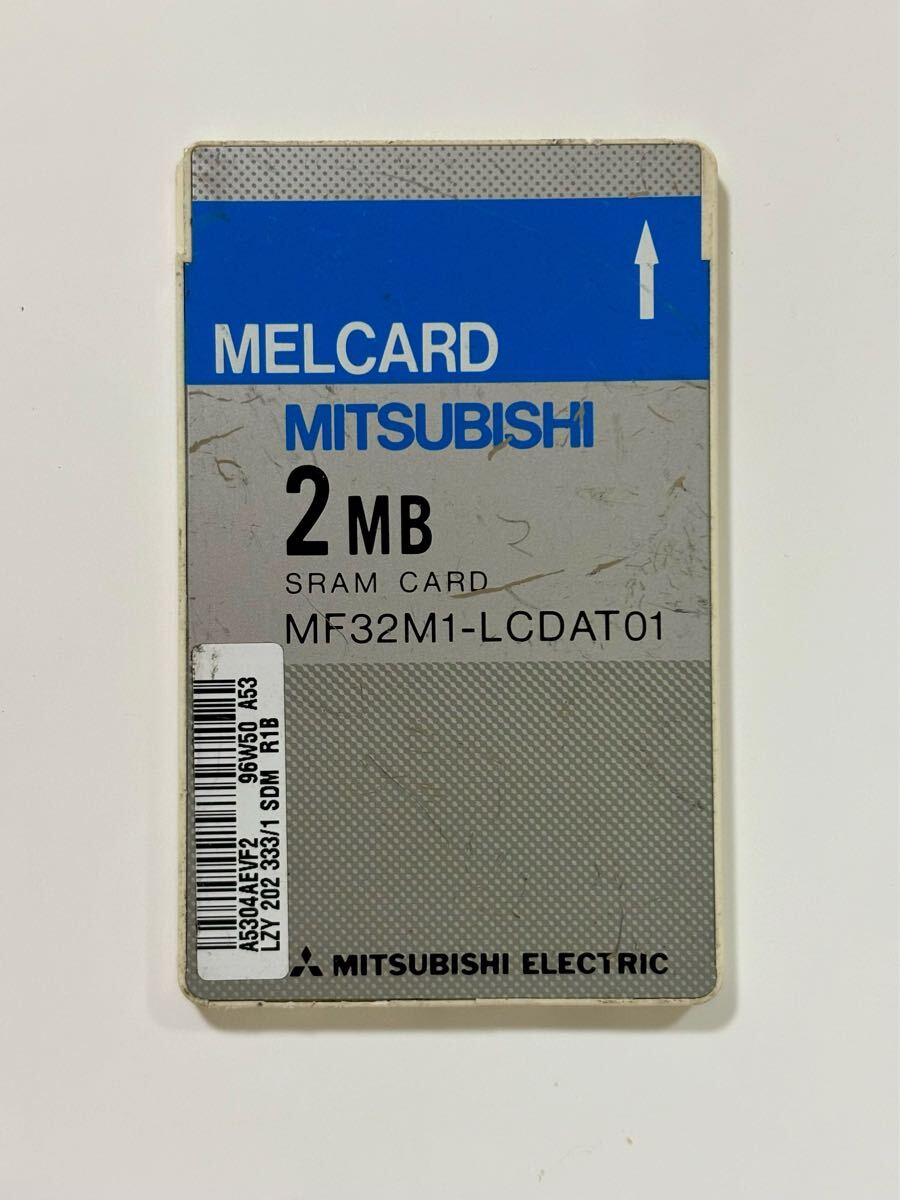 MELCARD
MITSUBISHI
2 MB
SRAM CARD
MF32M1-LCDAT01
A5304AEVF2 96W50 A53
LZY 202 333/1 SDM R1B
MITSUBISHI ELECTRIC